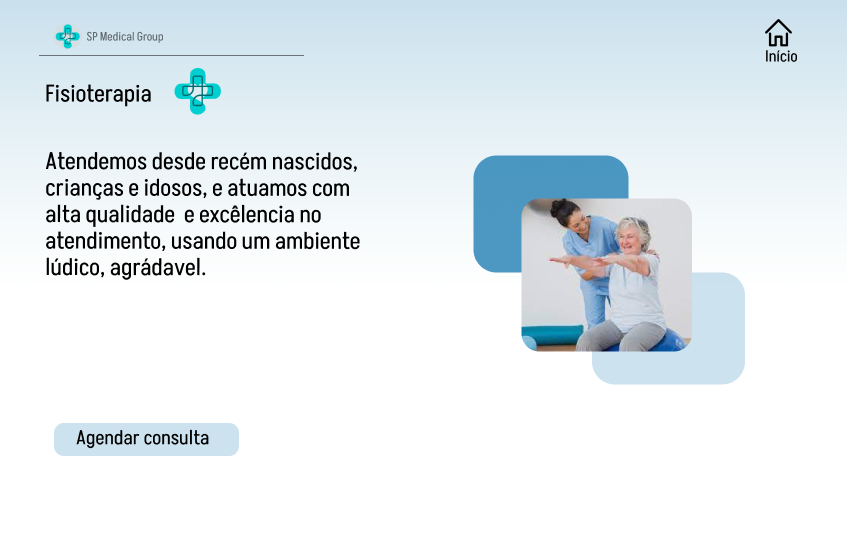 SP Medical Group
Início
Fisioterapia
Atendemos desde recém nascidos,
crianças e idosos, e atuamos com
alta qualidade e excêlencia no
atendimento, usando um ambiente
lúdico, agrádavel.
Agendar consulta